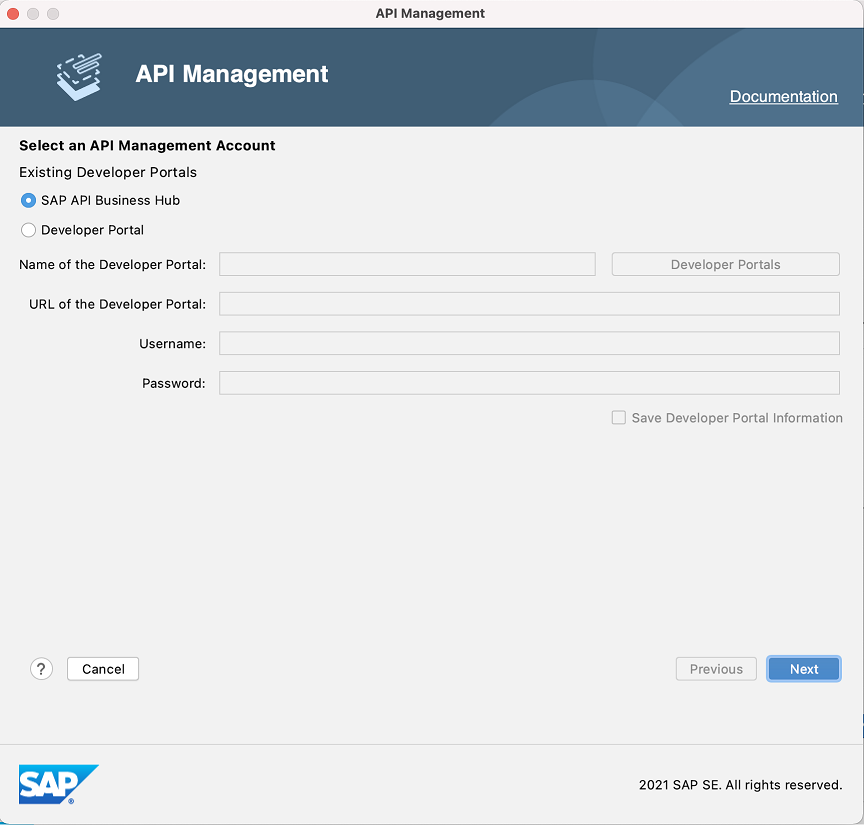 API Management
API Management
Documentation
Select an API Management Account
Existing Developer Portals
SAP API Business Hub
Developer Portal
Name of the Developer Portal:
Developer Portals
URL of the Developer Portal:
Username:
Password:
Save Developer Portal Information
? Cancel Previous Next
SAP ®
2021 SAP SE. All rights reserved.